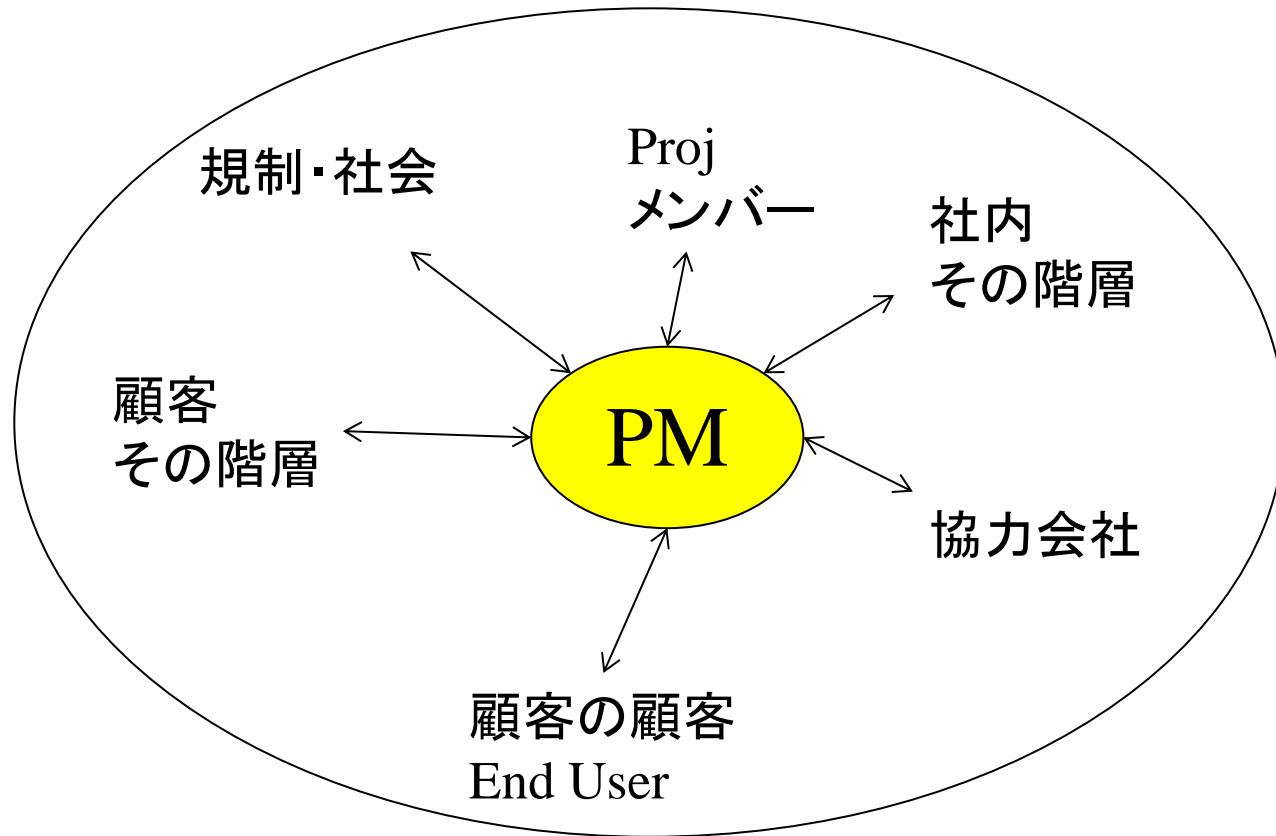 規制・社会
Proj
メンバー
社内
その階層
顧客
その階層
PM
協力会社
顧客の顧客
End User